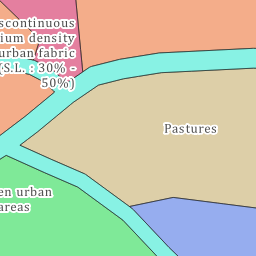 scontinuous
ium density
urban fabric
(S.L. : 30% -
50%)
Pastures
en urban
areas